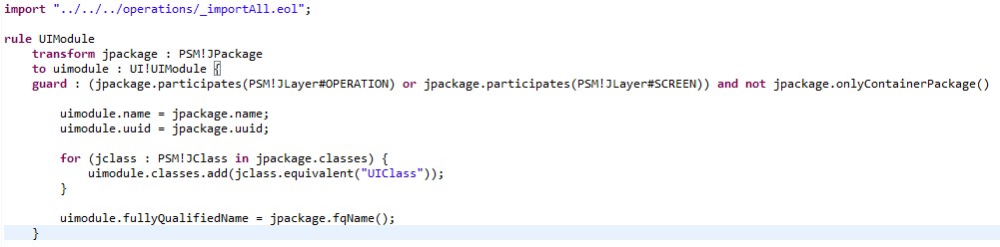 import "../../../operations/_importAll.eol";
rule UIModule
transform jpackage : PSM!JPackage
to uimodule : UI!UIModule {
guard : (jpackage.participates(PSM!JLayer#OPERATION) or jpackage.participates(PSM!JLayer#SCREEN)) and not jpackage.onlyContainerPackage()
uimodule.name = jpackage.name;
uimodule.uuid = jpackage.uuid;
for (jclass : PSM!JClass in jpackage.classes) {
uimodule.classes.add(jclass.equivalent("UIClass"));
}
uimodule.fullyQualifiedName = jpackage.fqName();
}